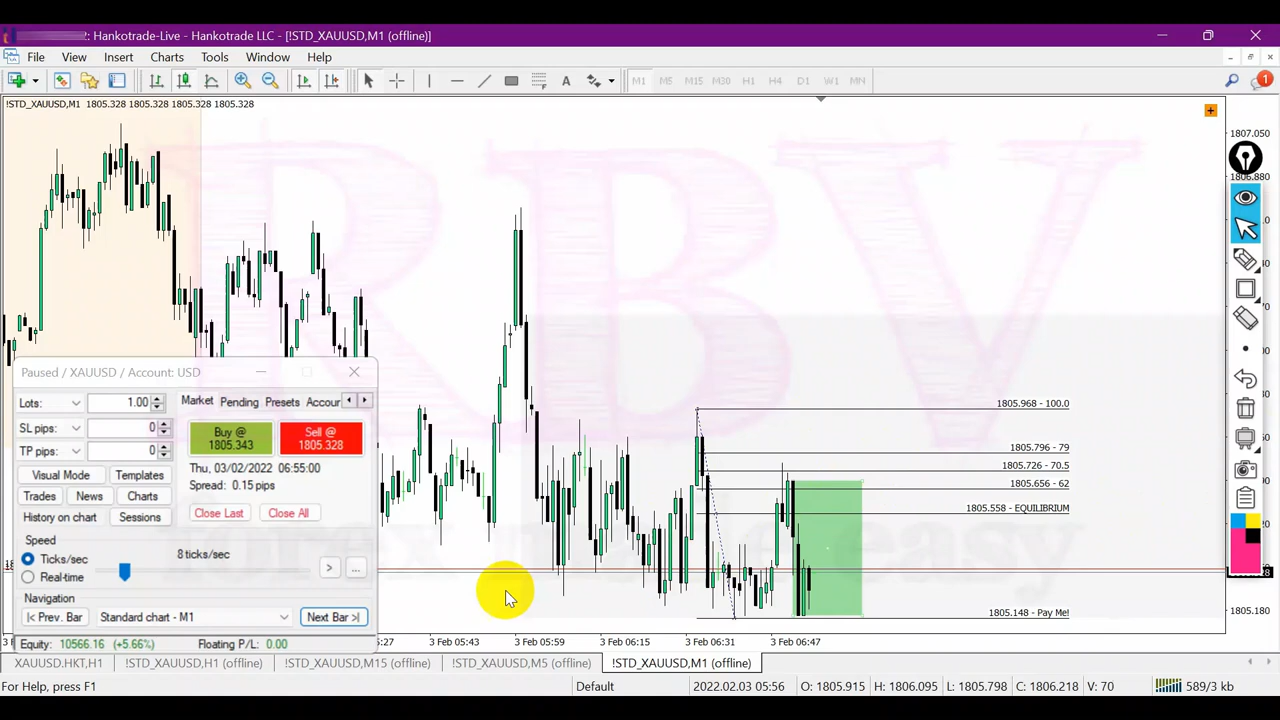 : Hankotrade-Live - Hankotrade LLC - [!STD_XAUUSD,M1 (offline)]
File View Insert Charts Tools Window Help
M1 M5 M15 M30 H1 H4 D1 W1 MN
1
!STD_XAUUSD,M1 1805.328 1805.328 1805.328 1805.328
RBV
1807.050
1806.880
Paused / XAUUSD / Account: USD
Lots: 1.00
SL pips: 0
TP pips: 0
Visual Mode Templates
Trades News Charts
History on chart Sessions
Market Pending Presets Accour
Buy @
1805.343
Sell @
1805.328
Thu, 03/02/2022 06:55:00
Spread: 0.15 pips
Close Last Close All
Speed
Ticks/sec 8 ticks/sec
Real-time
> ...
Navigation
|< Prev. Bar Standard chart - M1 Next Bar >|
Equity: 10566.16 (+5.66%) Floating P/L: 0.00
1805.968 - 100.0
1805.796 - 79
1805.726 - 70.5
1805.656 - 62
1805.558 - EQUILIBRIUM
1805.148 - Pay Me!
easy
1805.180
05:27 3 Feb 05:43 3 Feb 05:59 3 Feb 06:15 3 Feb 06:31 3 Feb 06:47
XAUUSD.HKT,H1 !STD_XAUUSD,H1 (offline) !STD_XAUUSD,M15 (offline) !STD_XAUUSD,M5 (offline) !STD_XAUUSD,M1 (offline)
For Help, press F1 Default 2022.02.03 05:56 O: 1805.915 H: 1806.095 L: 1805.798 C: 1806.218 V: 70 589/3 kb